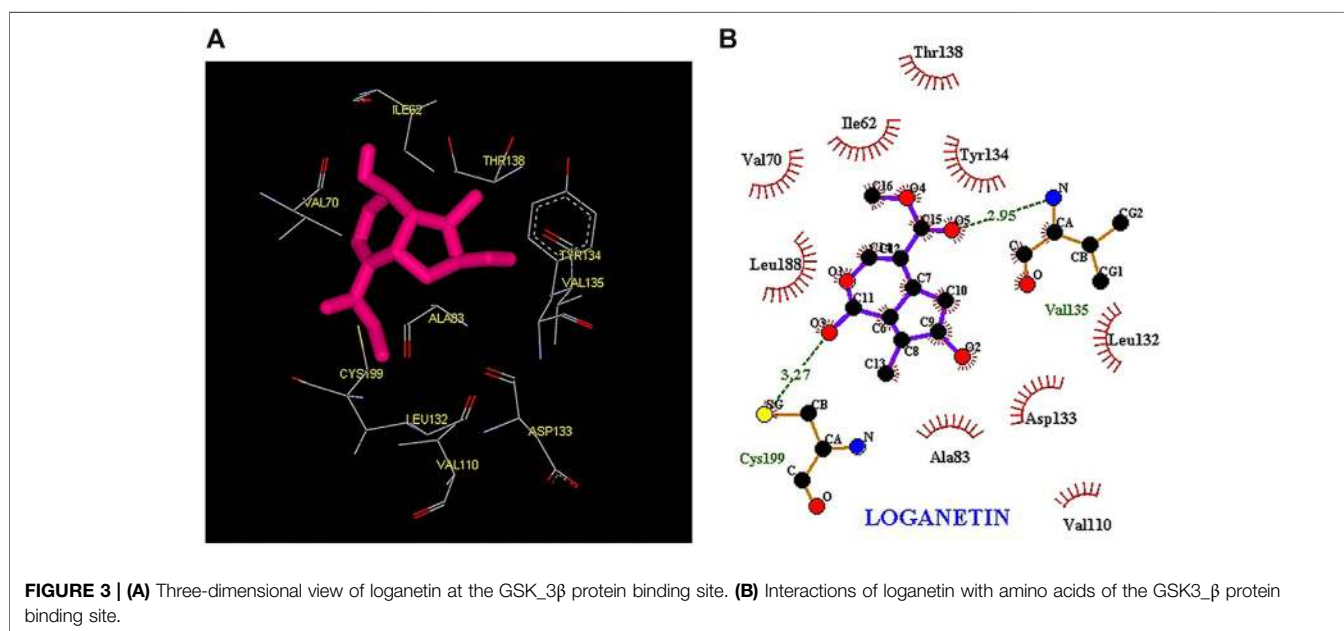 A
ILE62
THR138
VAL70
TYR134
VAL135
ALA83
CYS199
LEU132
ASP133
VAL110
B
Thr138
Ile62
Val70
Tyr134
C16
O4
N
2.95
C15
O5
CA
CG2
CB
C
O
CG1
Val135
Leu188
C12
C7
C10
C11
O3
C6
C9
C8
O2
C13
Leu132
3.27
SG
CB
CA
N
Cys199
C
O
Asp133
Ala83
Val110
LOGANETIN
FIGURE 3 | (A) Three-dimensional view of loganetin at the GSK_3β protein binding site. (B) Interactions of loganetin with amino acids of the GSK3_β protein
binding site.